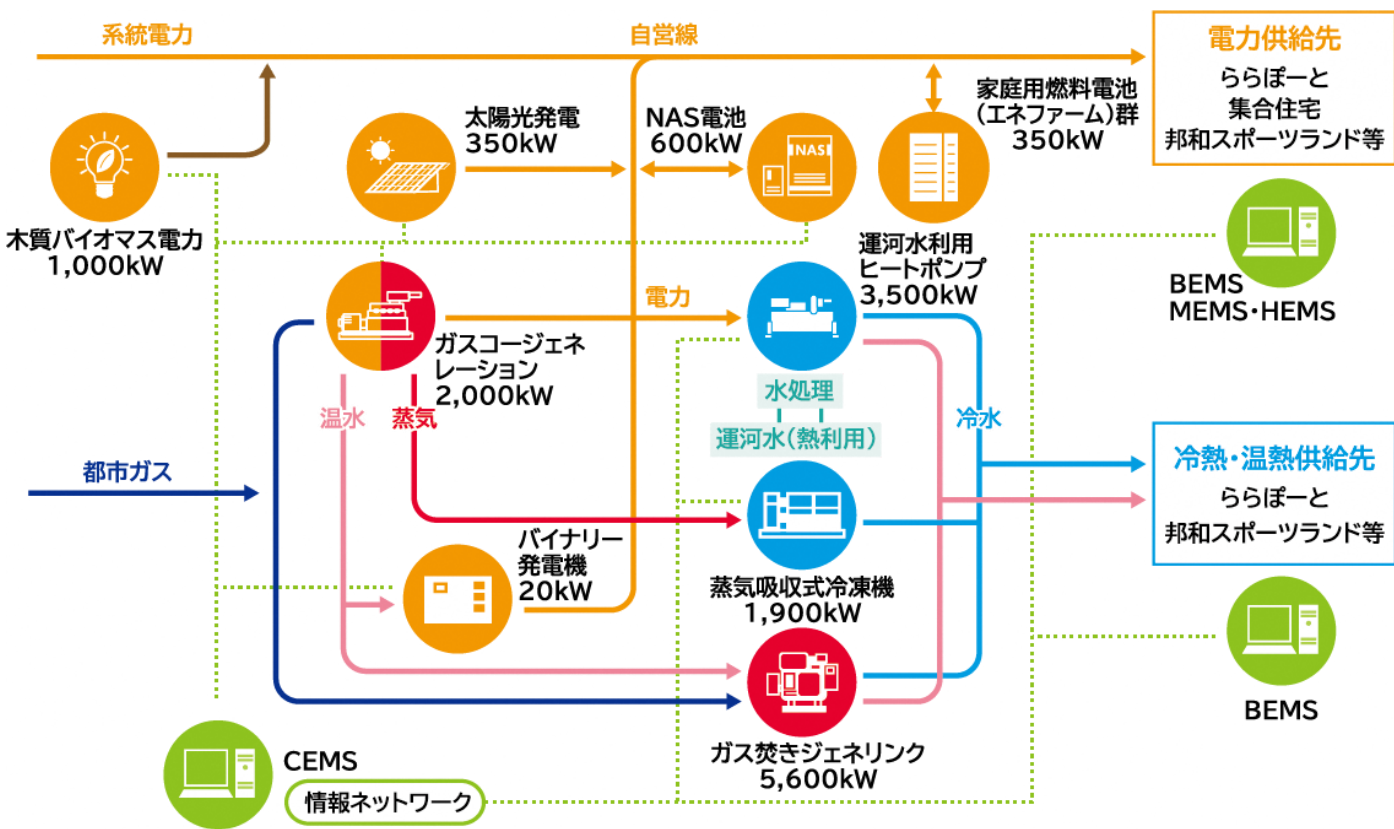 系統電力
自営線
電力供給先
ららぽーと
集合住宅
邦和スポーツランド等
太陽光発電
350kW
NAS電池
600kW
NAS
家庭用燃料電池
(エネファーム)群
350kW
木質バイオマス電力
1,000kW
運河水利用
ヒートポンプ
3,500kW
BEMS
MEMS・HEMS
電力
ガスコージェネ
レーション
2,000kW
温水
蒸気
水処理
運河水(熱利用)
冷水
都市ガス
冷熱・温熱供給先
ららぽーと
邦和スポーツランド等
バイナリー
発電機
20kW
蒸気吸収式冷凍機
1,900kW
BEMS
ガス焚きジェネリンク
5,600kW
CEMS
情報ネットワーク